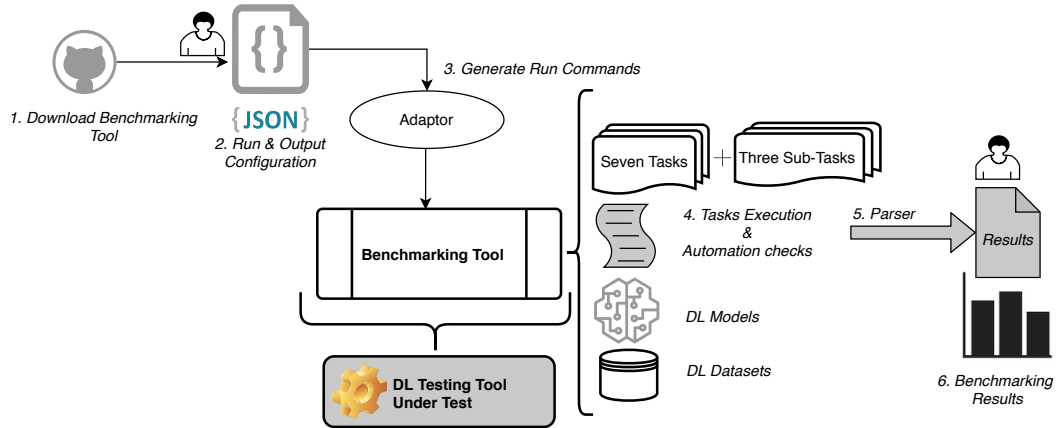 1. Download Benchmarking
Tool
{ }
{JSON}
2. Run & Output
Configuration
3. Generate Run Commands
Adaptor
Benchmarking Tool
DL Testing Tool
Under Test
Seven Tasks
+
Three Sub-Tasks
4. Tasks Execution
&
Automation checks
DL Models
DL Datasets
5. Parser
Results
6. Benchmarking
Results